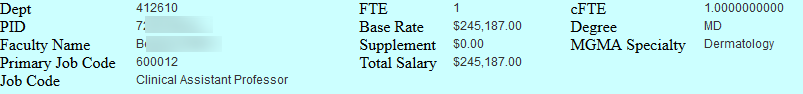 Dept 412610 FTE 1 cFTE 1.0000000000
PID 72 Base Rate $245,187.00 Degree MD
Faculty Name Supplement $0.00 MGMA Specialty Dermatology
Primary Job Code 600012 Total Salary $245,187.00
Job Code Clinical Assistant Professor